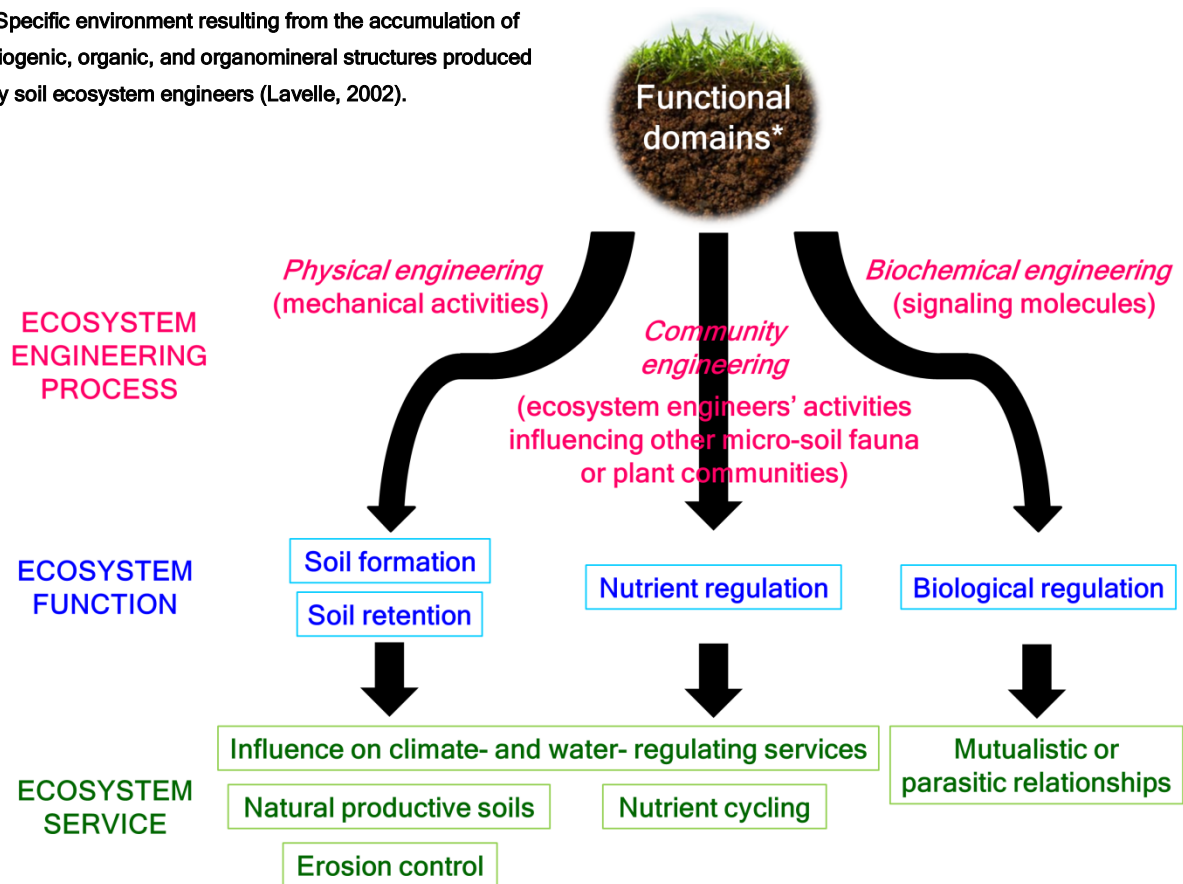 Specific environment resulting from the accumulation of
iogenic, organic, and organomineral structures produced
y soil ecosystem engineers (Lavelle, 2002).
Functional
domains*
Physical engineering
(mechanical activities)
Biochemical engineering
(signaling molecules)
ECOSYSTEM
ENGINEERING
PROCESS
Community
engineering
(ecosystem engineers’ activities
influencing other micro-soil fauna
or plant communities)
ECOSYSTEM
FUNCTION
Soil formation
Soil retention
Nutrient regulation
Biological regulation
ECOSYSTEM
SERVICE
Influence on climate- and water- regulating services
Natural productive soils
Nutrient cycling
Erosion control
Mutualistic or
parasitic relationships